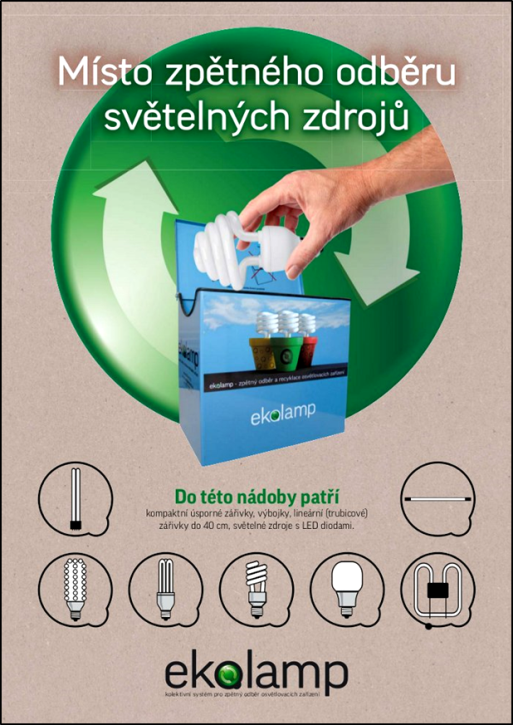 Místo zpětného odběru
světelných zdrojů
ekolamp - zpětný odběr a recyklace osvětlovacích zařízení
ekolamp
ekolamp
Do této nádoby patří
kompaktní úsporné zářivky, výbojky, lineární (trubicové)
zářivky do 40 cm, světelné zdroje s LED diodami.
ekolamp
kolektivní systém pro zpětný odběr osvětlovacích zařízení